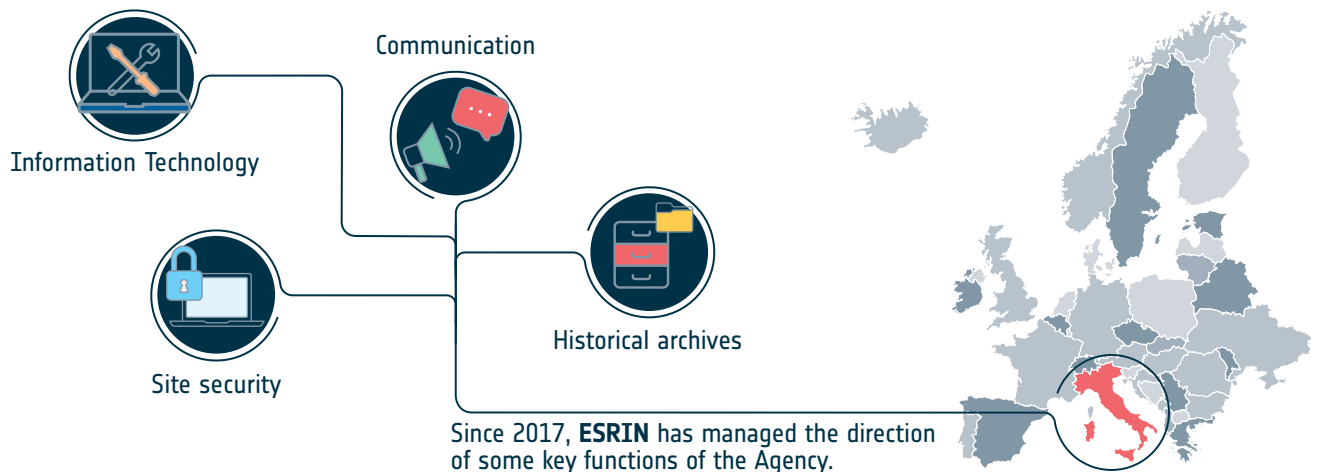 Communication
Information Technology
Historical archives
Site security
Since 2017, ESRIN has managed the direction
of some key functions of the Agency.